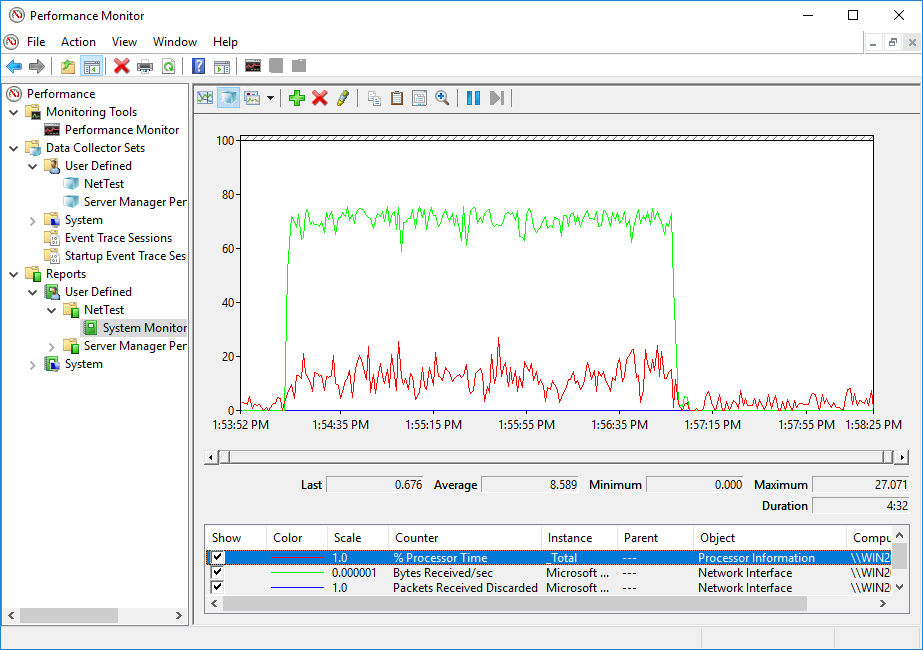 Performance Monitor
File Action View Window Help
Performance
Monitoring Tools
Performance Monitor
Data Collector Sets
User Defined
NetTest
Server Manager Per
System
Event Trace Sessions
Startup Event Trace Ses
Reports
User Defined
NetTest
System Monitor
Server Manager Per
System
100
80
60
40
20
0
1:53:52 PM 1:54:35 PM 1:55:15 PM 1:55:55 PM 1:56:35 PM 1:57:15 PM 1:57:55 PM 1:58:25 PM
Last 0.676 Average 8.589 Minimum 0.000 Maximum 27.071
Duration 4:32
Show Color Scale Counter Instance Parent Object Compu
1.0 % Processor Time _Total --- Processor Information \\WIN20
0.000001 Bytes Received/sec Microsoft ... --- Network Interface \\WIN20
1.0 Packets Received Discarded Microsoft ... --- Network Interface \\WIN20